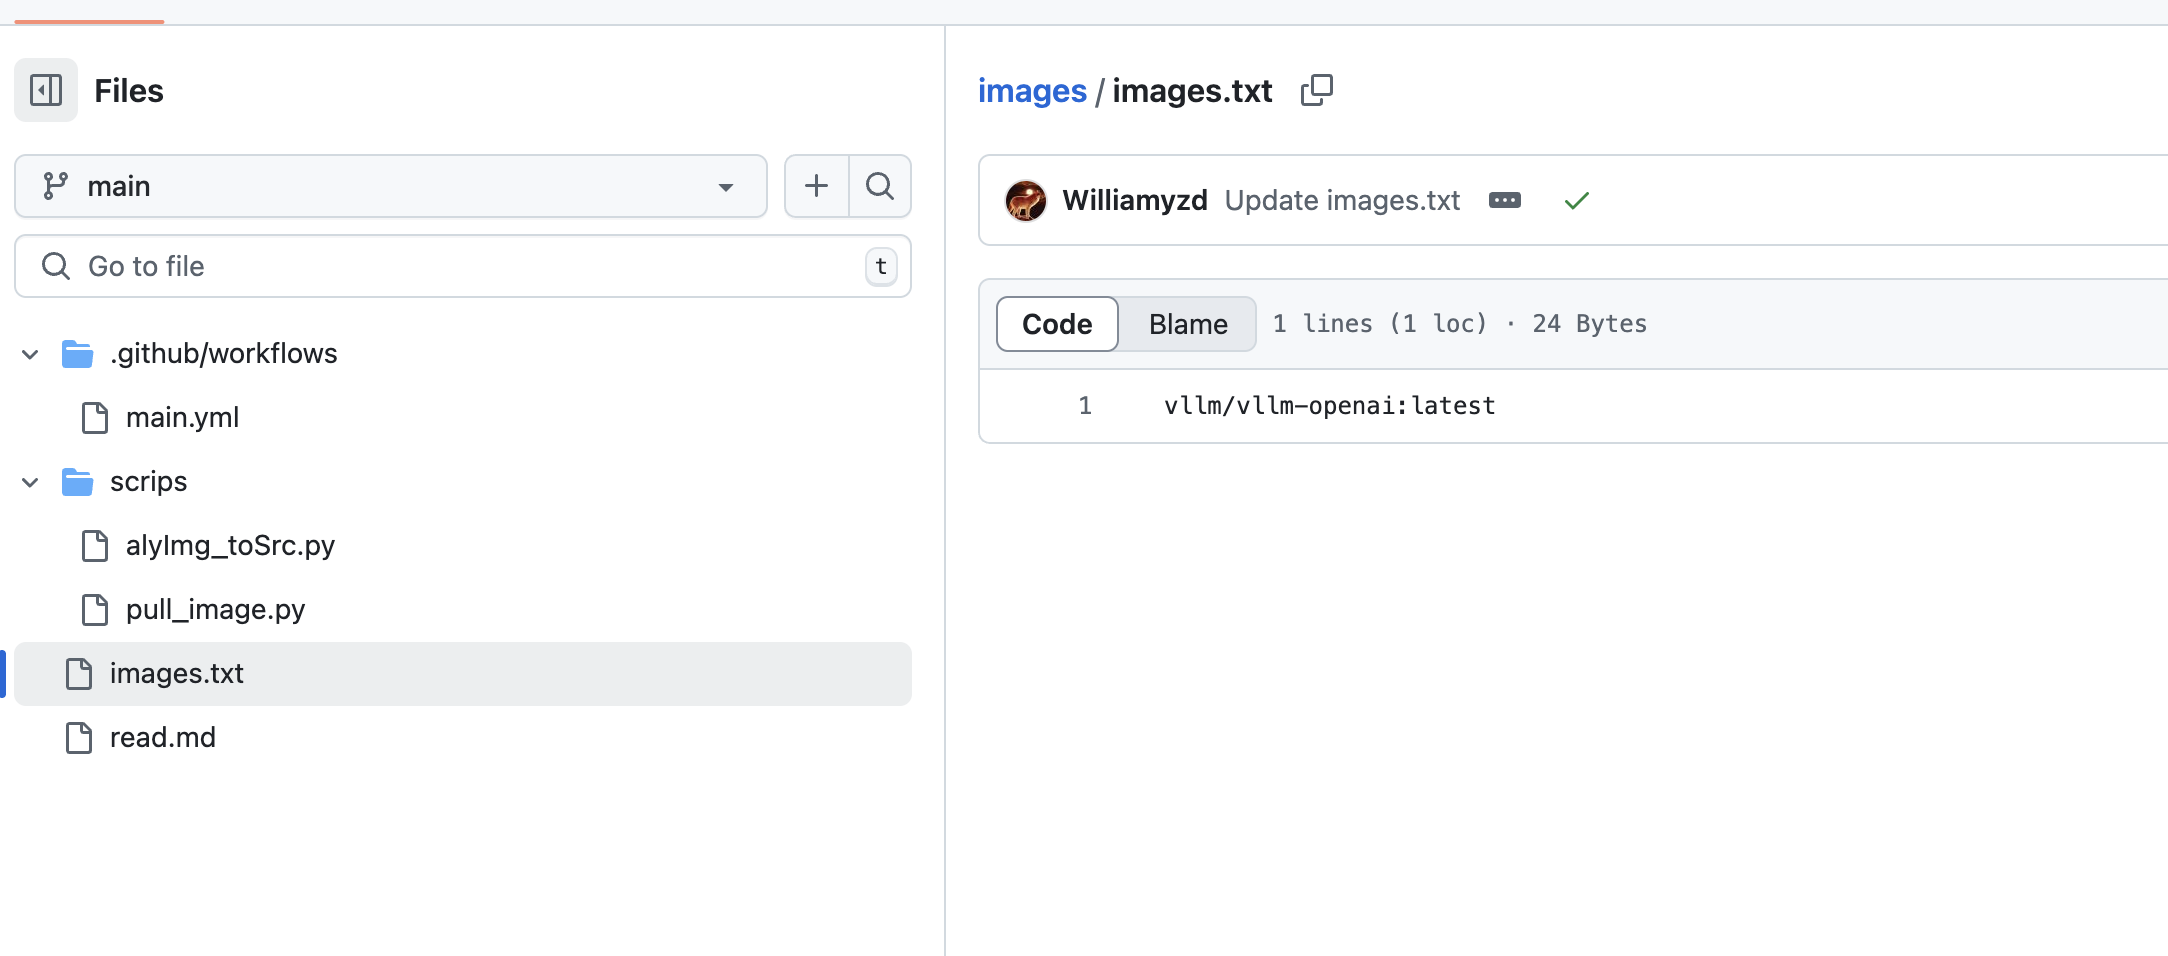 Files
main
Go to file
t
.github/workflows
main.yml
scrips
alyImg_toSrc.py
pull_image.py
images.txt
read.md
images/images.txt
Williamyzd Update images.txt
Code Blame 1 lines (1 loc) · 24 Bytes
1 vllm/vllm-openai:latest